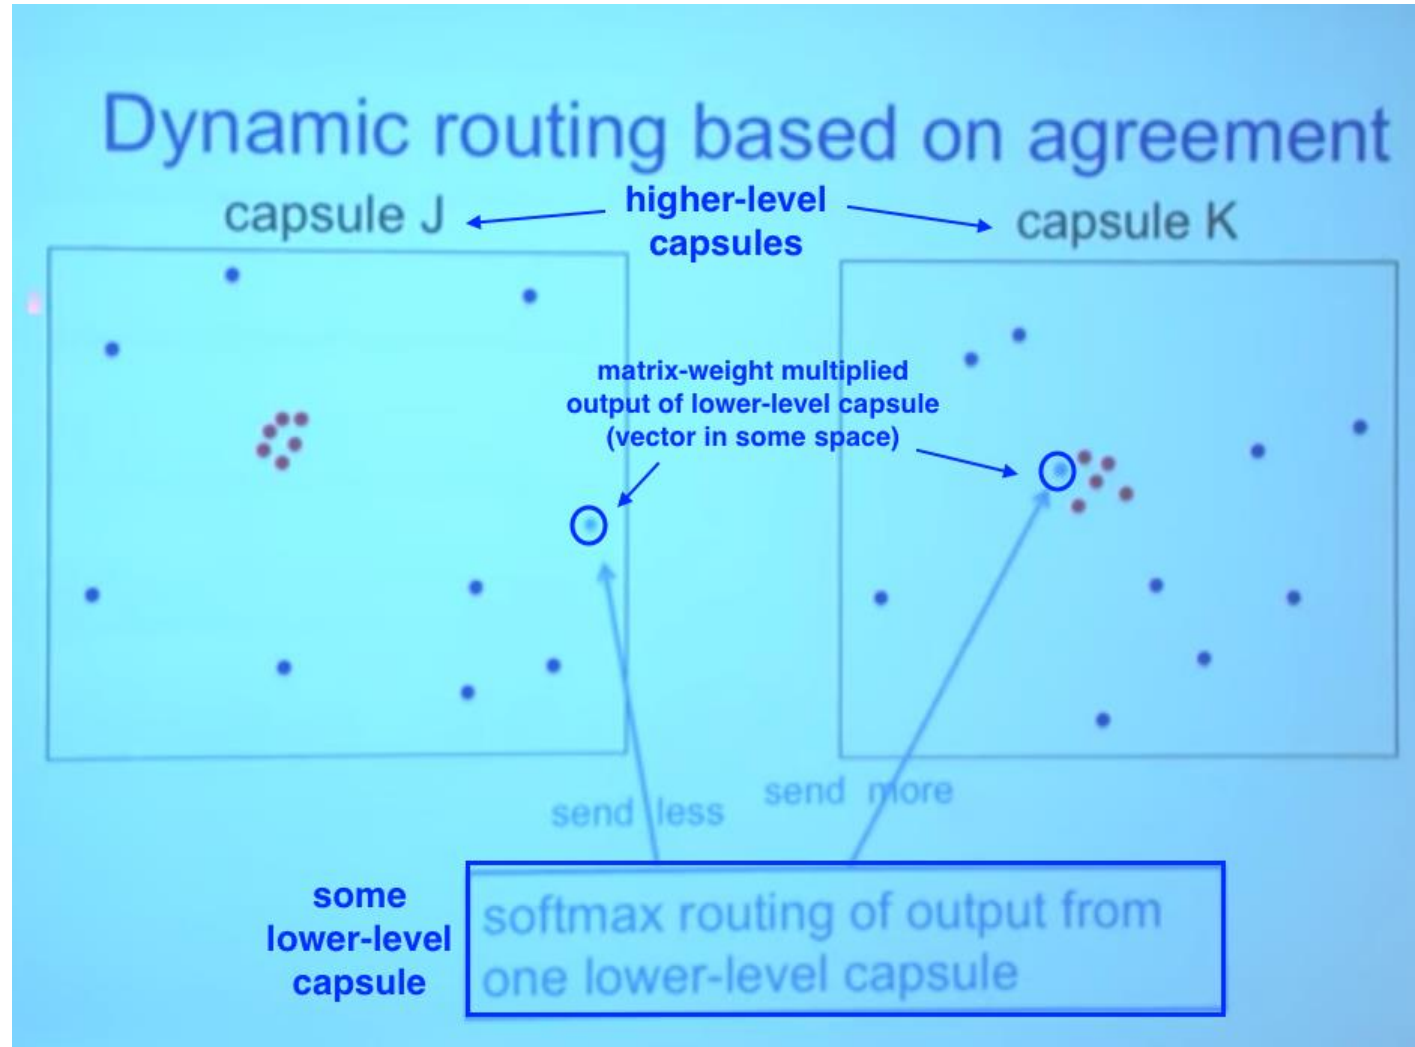 Dynamic routing based on agreement
capsule J
higher-level
capsules
capsule K
matrix-weight multiplied
output of lower-level capsule
(vector in some space)
send less
send more
some
lower-level
capsule
softmax routing of output from
one lower-level capsule